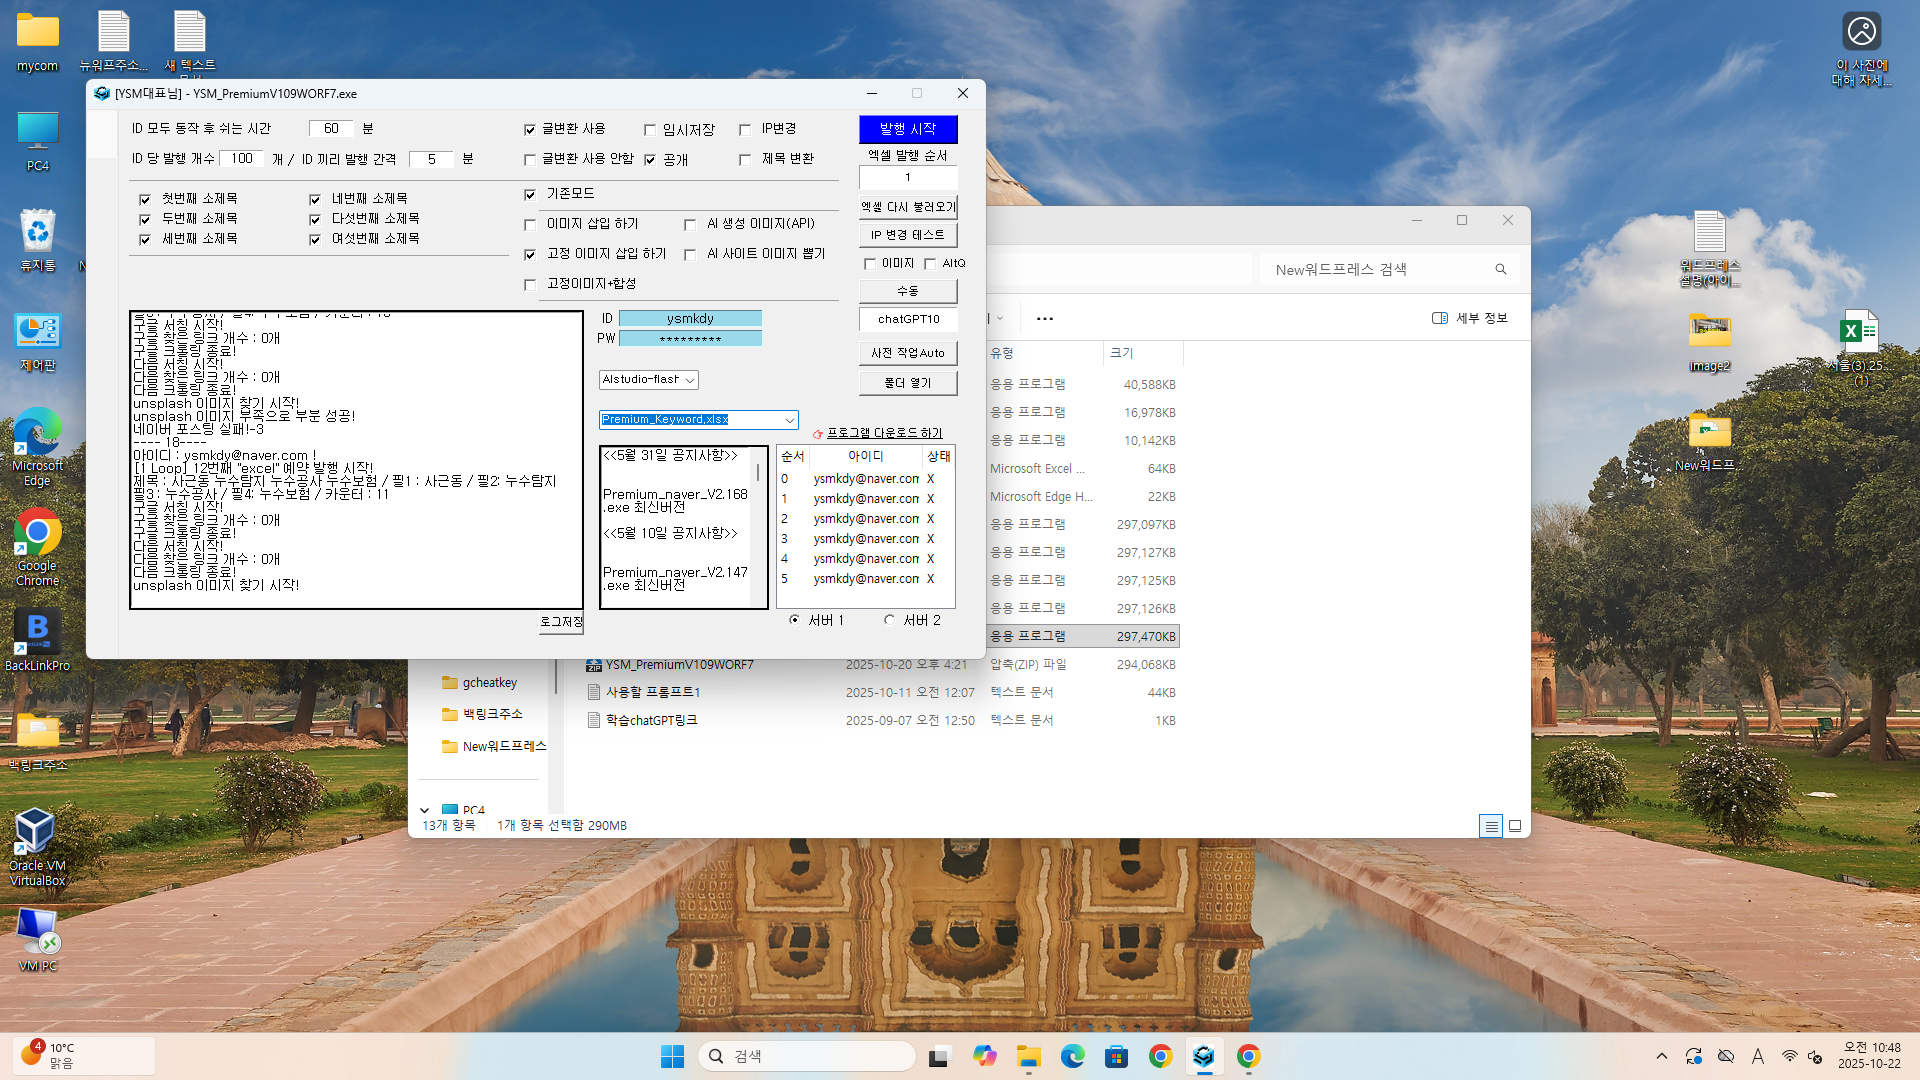 mycom
뉴워프주소...
새 텍스트
PC4
휴지통
제어판
Microsoft
Edge
Google
Chrome
BackLinkPro
백링크주소
Oracle VM
VirtualBox
VM PC
이 사진에
대해 자세...
워드프레스
설명(아이...
image2
서울(3).25...
(1)
New워드프...
[YSM대표님] - YSM_PremiumV109WORF7.exe
ID 모두 동작 후 쉬는 시간 60 분
ID 당 발행 개수 100 개 / ID 끼리 발행 간격 5 분
첫번째 소제목
네번째 소제목
두번째 소제목
다섯번째 소제목
세번째 소제목
여섯번째 소제목
글변환 사용
임시저장
IP변경
글변환 사용 안함
공개
제목 변환
기존모드
이미지 삽입 하기
AI 생성 이미지(API)
고정 이미지 삽입 하기
AI 사이트 이미지 뽑기
고정이미지+합성
발행 시작
엑셀 발행 순서
1
엑셀 다시 불러오기
IP 변경 테스트
이미지
AltQ
수동
chatGPT10
사전 작업Auto
폴더 열기
구글 서칭 시작!
구글 찾은 링크 개수 : 0개
구글 크롤링 종료!
다음 서칭 시작!
다음 찾은 링크 개수 : 0개
다음 크롤링 종료!
unsplash 이미지 찾기 시작!
unsplash 이미지 부족으로 부분 성공!
네이버 포스팅 실패!-3
---- 18----
아이디 : ysmkdy@naver.com !
[1 Loop] 12번째 "excel" 예약 발행 시작!
제목 : 사근동 누수탐지 누수공사 누수보험 / 필1 : 사근동 / 필2: 누수탐지
필3 : 누수공사 / 필4: 누수보험 / 카운터 : 11
구글 서칭 시작!
구글 찾은 링크 개수 : 0개
구글 크롤링 종료!
다음 서칭 시작!
다음 찾은 링크 개수 : 0개
다음 크롤링 종료!
unsplash 이미지 찾기 시작!
로그저장
ID ysmkdy
PW *********
AIstudio-flash
Premium_Keyword.xlsx
프로그램 다운로드 하기
<<5월 31일 공지사항>>
Premium_naver_V2.168
.exe 최신버전
<<5월 10일 공지사항>>
Premium_naver_V2.147
.exe 최신버전
순서 아이디 상태
0 ysmkdy@naver.com X
1 ysmkdy@naver.com X
2 ysmkdy@naver.com X
3 ysmkdy@naver.com X
4 ysmkdy@naver.com X
5 ysmkdy@naver.com X
서버 1
서버 2
New워드프레스 검색
세부 정보
유형 크기
응용 프로그램 40,588KB
응용 프로그램 16,978KB
응용 프로그램 10,142KB
Microsoft Excel ... 64KB
Microsoft Edge H... 22KB
응용 프로그램 297,097KB
응용 프로그램 297,127KB
응용 프로그램 297,125KB
응용 프로그램 297,126KB
응용 프로그램 297,470KB
YSM_PremiumV109WORF7 2025-10-20 오후 4:21 압축(ZIP) 파일 294,068KB
사용할 프롬프트1 2025-10-11 오전 12:07 텍스트 문서 44KB
학습chatGPT링크 2025-09-07 오전 12:50 텍스트 문서 1KB
gcheatkey
백링크주소
New워드프레스
PC4
13개 항목
1개 항목 선택함 290MB
4
10°C
맑음
검색
A
오전 10:48
2025-10-22